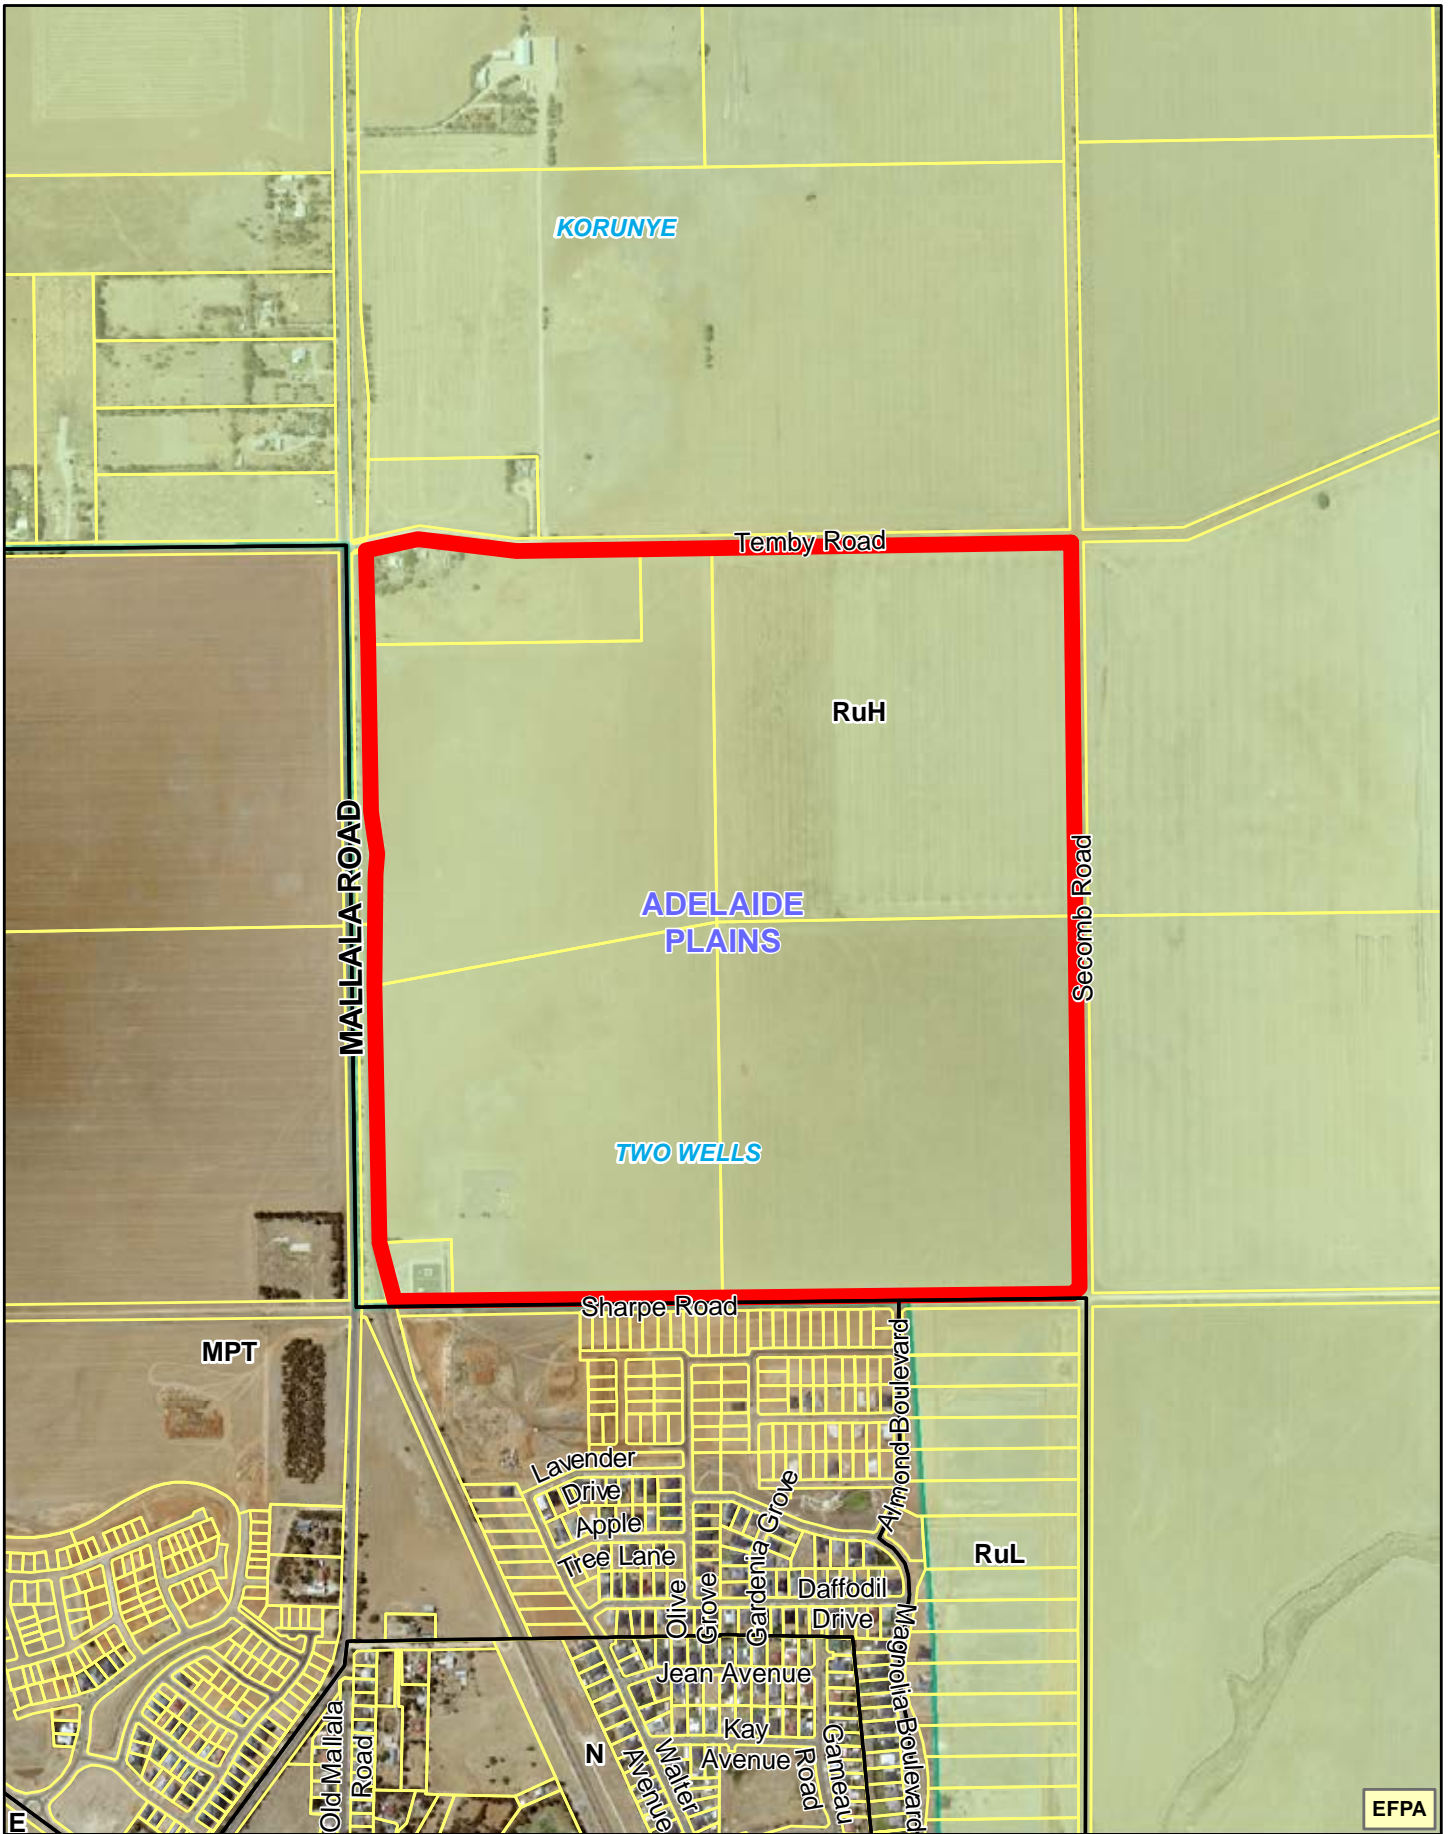 KORUNYE
Temby Road
RuH
MALLALA ROAD
ADELAIDE
PLAINS
Secomb Road
TWO WELLS
Sharpe Road
MPT
Almond Boulevard
Lavender
Drive
Apple
Tree Lane
Gardenia Grove
RuL
Olive
Grove
Daffodil
Drive
Magnolia Boulevard
Jean Avenue
Old Mallala
Road
N
Walter
Avenue
Kay
Avenue
Garneau
Road
E
EFPA